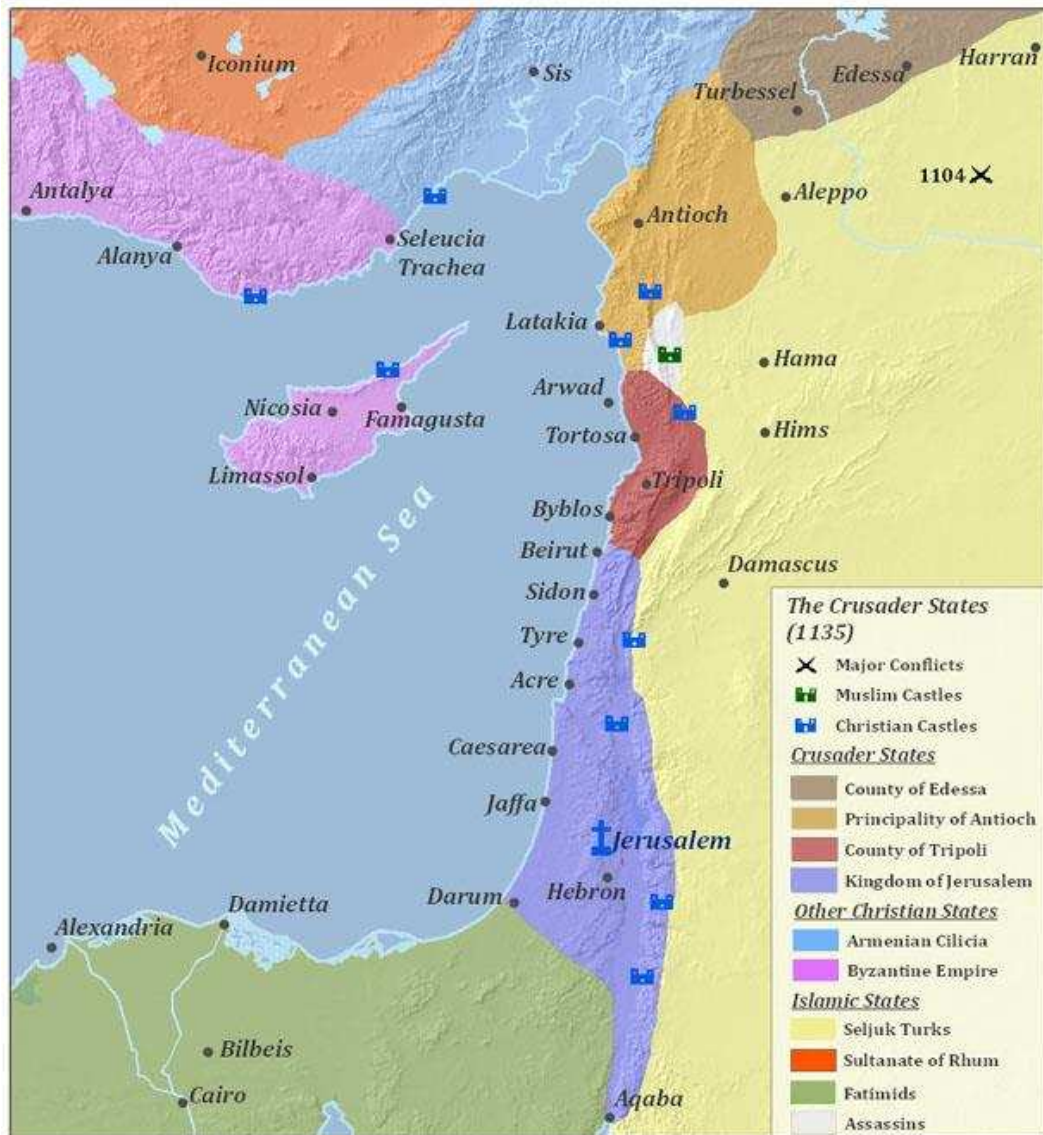 Iconium
Sis
Edessa
Harran
Turbessel
1104
Antalya
Antioch
Aleppo
Alanya
Seleucia
Trachea
Latakia
Hama
Arwad
Nicosia
Famagusta
Tortosa
Hims
Limassol
Tripoli
Byblos
Beirut
Damascus
Sidon
Tyre
Acre
Mediterranean Sea
Caesarea
Jaffa
Jerusalem
Hebron
Darum
Damietta
Alexandria
Bilbeis
Cairo
Aqaba
The Crusader States
(1135)
Major Conflicts
Muslim Castles
Christian Castles
Crusader States
County of Edessa
Principality of Antioch
County of Tripoli
Kingdom of Jerusalem
Other Christian States
Armenian Cilicia
Byzantine Empire
Islamic States
Seljuk Turks
Sultanate of Rhum
Fatimids
Assassins